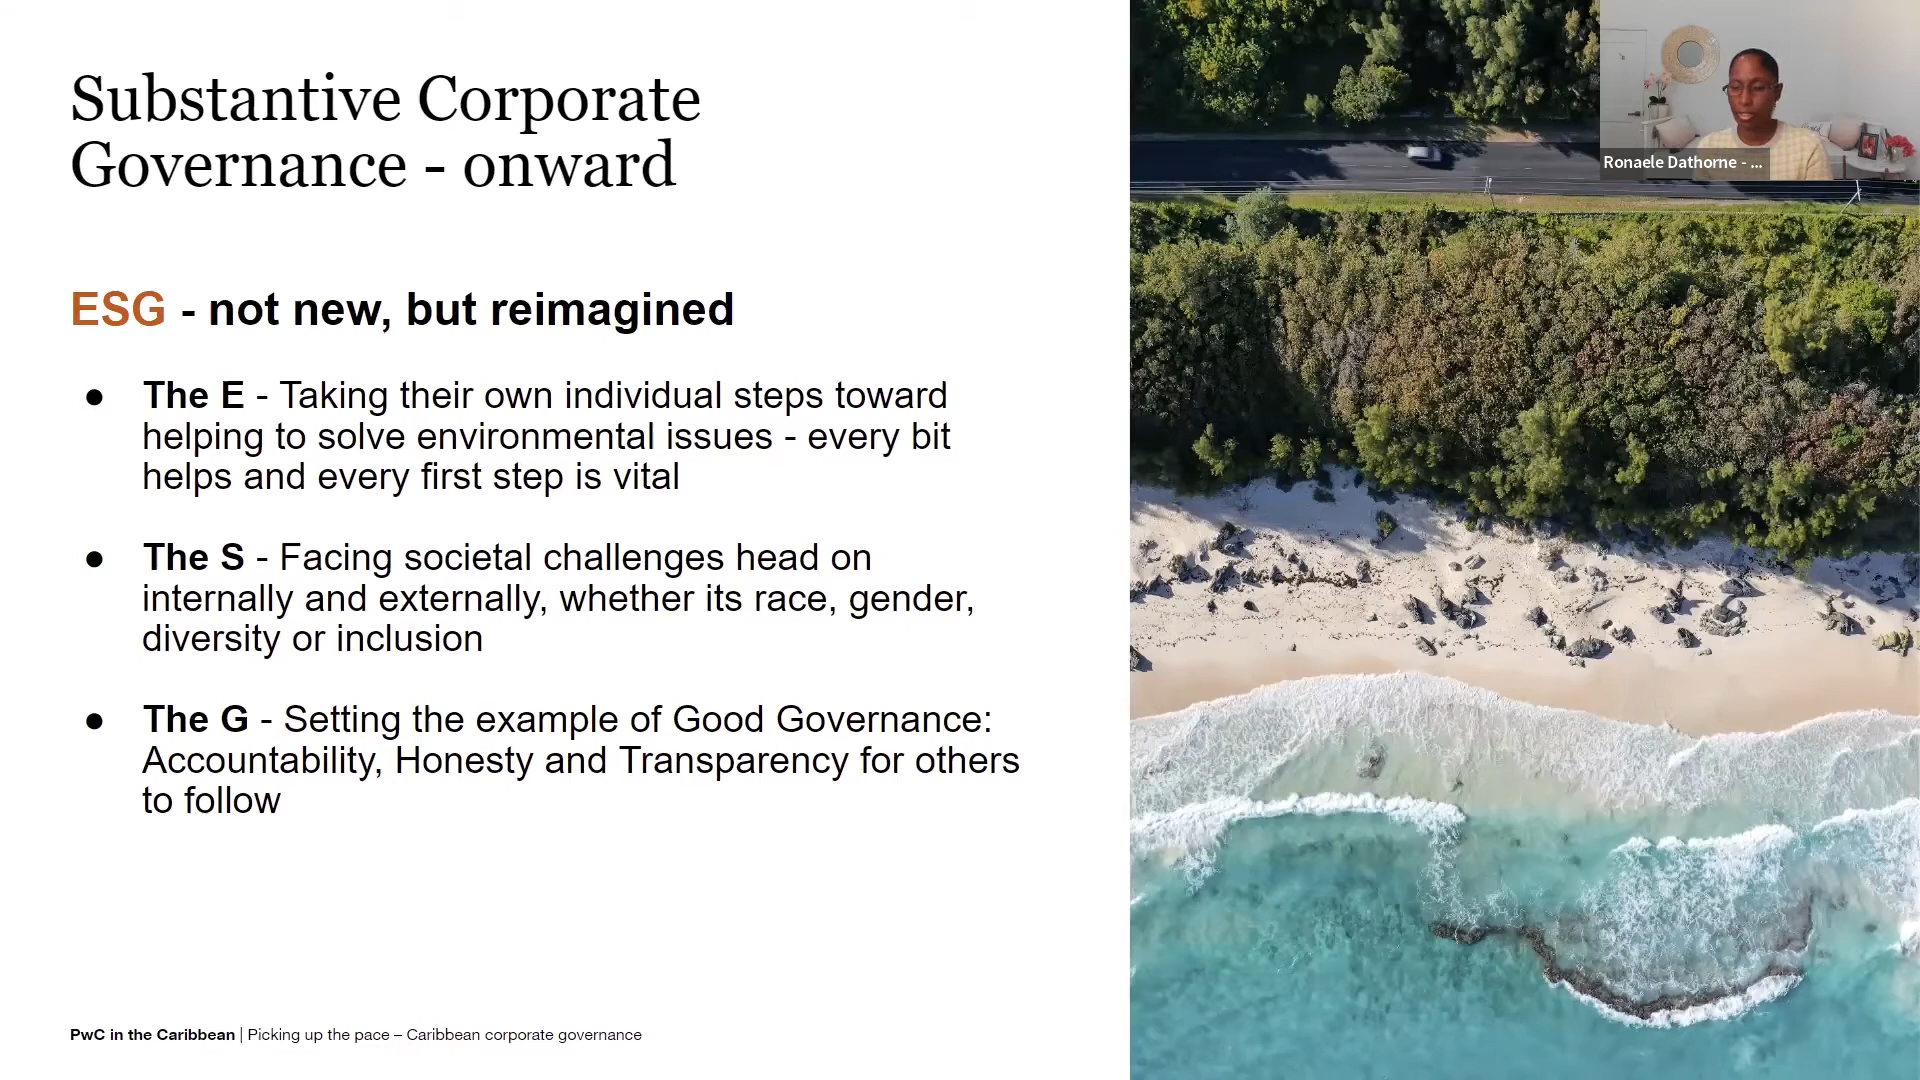 Substantive Corporate
Governance - onward
ESG - not new, but reimagined
● The E - Taking their own individual steps toward
helping to solve environmental issues - every bit
helps and every first step is vital
● The S - Facing societal challenges head on
internally and externally, whether its race, gender,
diversity or inclusion
● The G - Setting the example of Good Governance:
Accountability, Honesty and Transparency for others
to follow
PwC in the Caribbean | Picking up the pace – Caribbean corporate governance
Ronaele Dathorne - ...